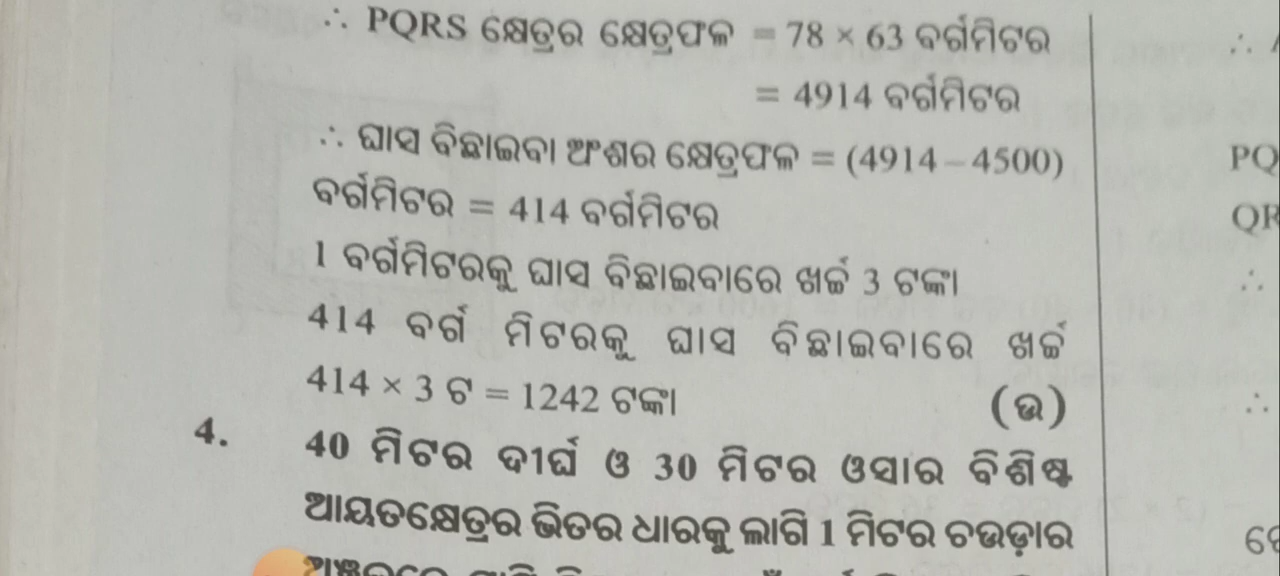 ∴ PQRS କ୍ଷେତ୍ରର କ୍ଷେତ୍ରଫଳ = 78 × 63 ବର୍ଗମିଟର
= 4914 ବର୍ଗମିଟର
∴ ଘାସ ବିଛାଇବା ଅଂଶର କ୍ଷେତ୍ରଫଳ = (4914 – 4500)
ବର୍ଗମିଟର = 414 ବର୍ଗମିଟର
1 ବର୍ଗମିଟରକୁ ଘାସ ବିଛାଇବାରେ ଖର୍ଚ୍ଚ 3 ଟଙ୍କା
414 ବର୍ଗ ମିଟରକୁ ଘାସ ବିଛାଇବାରେ ଖର୍ଚ୍ଚ
414 × 3 ଟ = 1242 ଟଙ୍କା (ଉ)
4. 40 ମିଟର ଦୀର୍ଘ ଓ 30 ମିଟର ଓସାର ବିଶିଷ୍ଟ
ଆୟତକ୍ଷେତ୍ରର ଭିତର ଧାରକୁ ଲାଗି 1 ମିଟର ଚଉଡ଼ାର
∴
PQ
QR
∴
∴